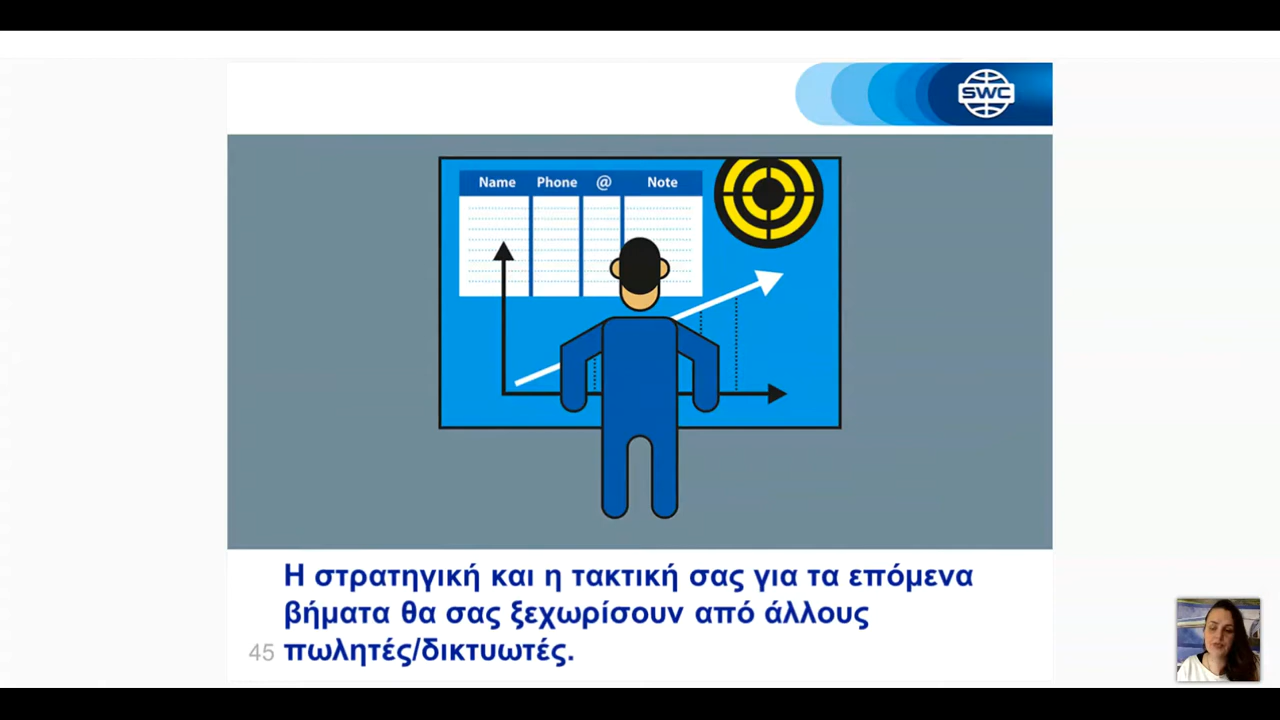 SWC
Name Phone @ Note
Η στρατηγική και η τακτική σας για τα επόμενα
βήματα θα σας ξεχωρίσουν από άλλους
45 πωλητές/δικτυωτές.